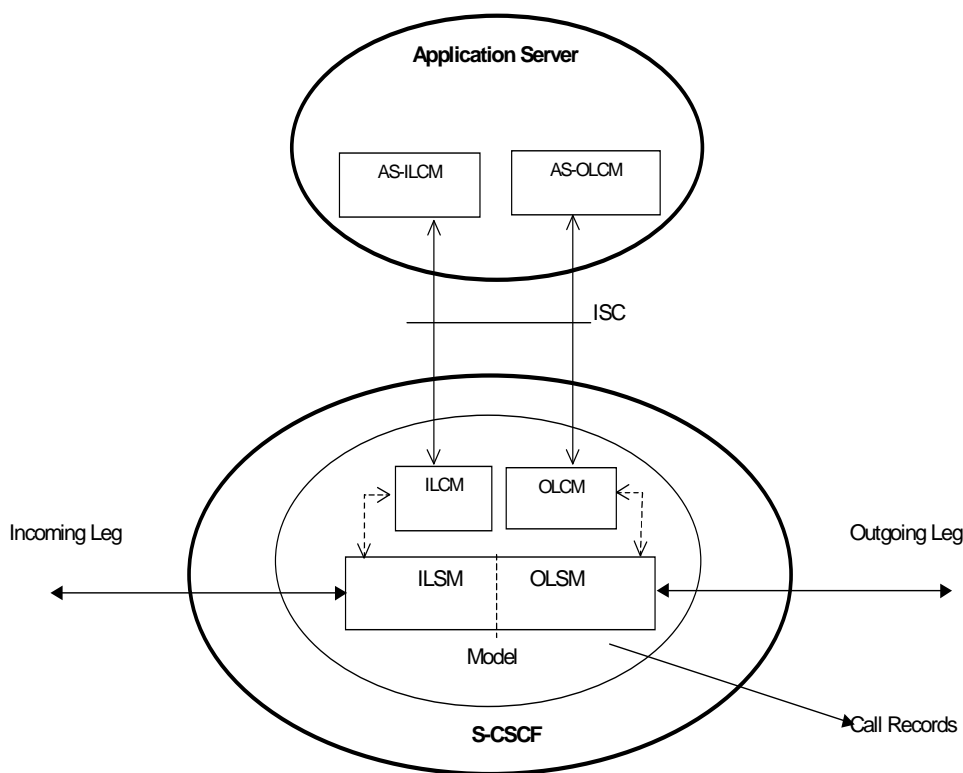 Application Server
AS-ILCM
AS-OLCM
ISC
ILCM
OLCM
Incoming Leg
Outgoing Leg
ILSM
OLSM
Model
S-CSCF
Call Records